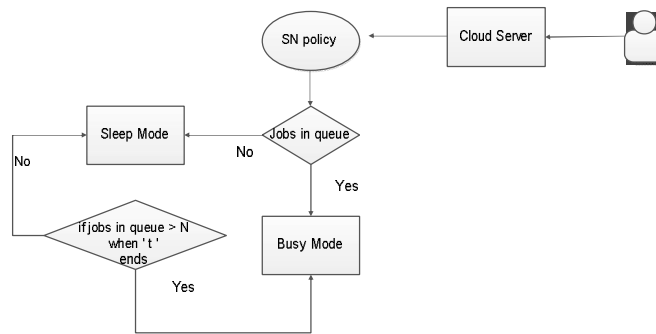 SN policy
Cloud Server
Sleep Mode
Jobs in queue
No
No
Yes
if jobs in queue > N
when ' t '
ends
Busy Mode
Yes